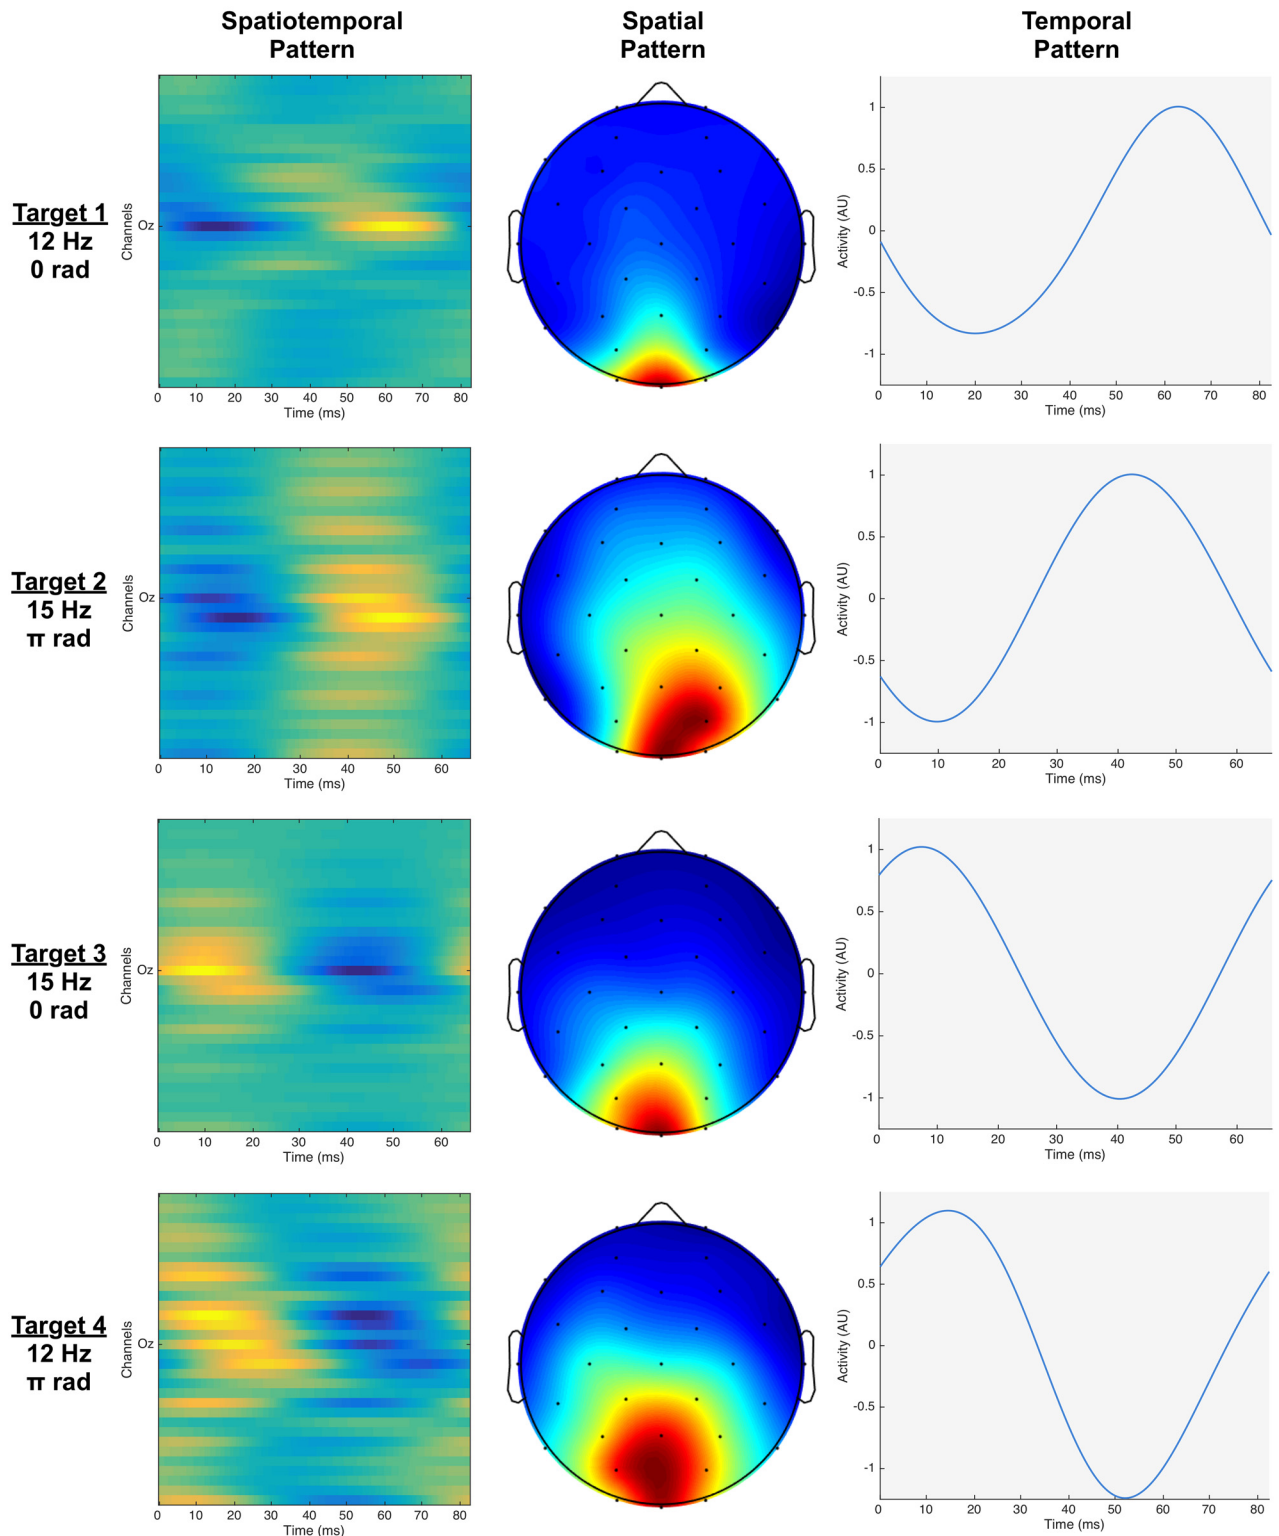 Spatiotemporal Pattern
Spatial Pattern
Temporal Pattern
Target 1
12 Hz
0 rad
Channels
Oz
0 10 20 30 40 50 60 70 80
Time (ms)
Activity (AU)
1
0.5
0
-0.5
-1
0 10 20 30 40 50 60 70 80
Time (ms)
Target 2
15 Hz
π rad
Channels
Oz
0 10 20 30 40 50 60
Time (ms)
Activity (AU)
1
0.5
0
-0.5
-1
0 10 20 30 40 50 60
Time (ms)
Target 3
15 Hz
0 rad
Channels
Oz
10 20 30 40 50 60
Time (ms)
Activity (AU)
1
0.5
0
-0.5
-1
0 10 20 30 40 50 60
Time (ms)
Target 4
12 Hz
π rad
Channels
Oz
0 10 20 30 40 50 60 70 80
Time (ms)
Activity (AU)
1
0.5
0
-0.5
-1
0 10 20 30 40 50 60 70 80
Time (ms)